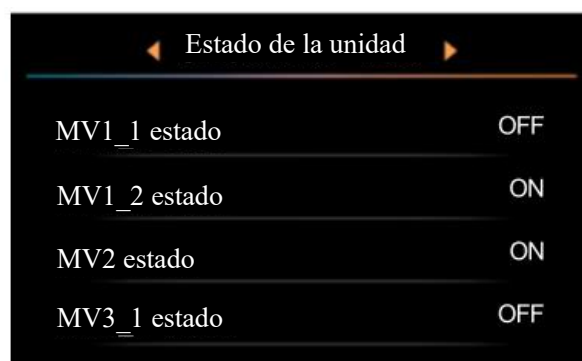 Estado de la unidad
MV1_1 estado OFF
MV1_2 estado ON
MV2 estado ON
MV3_1 estado OFF